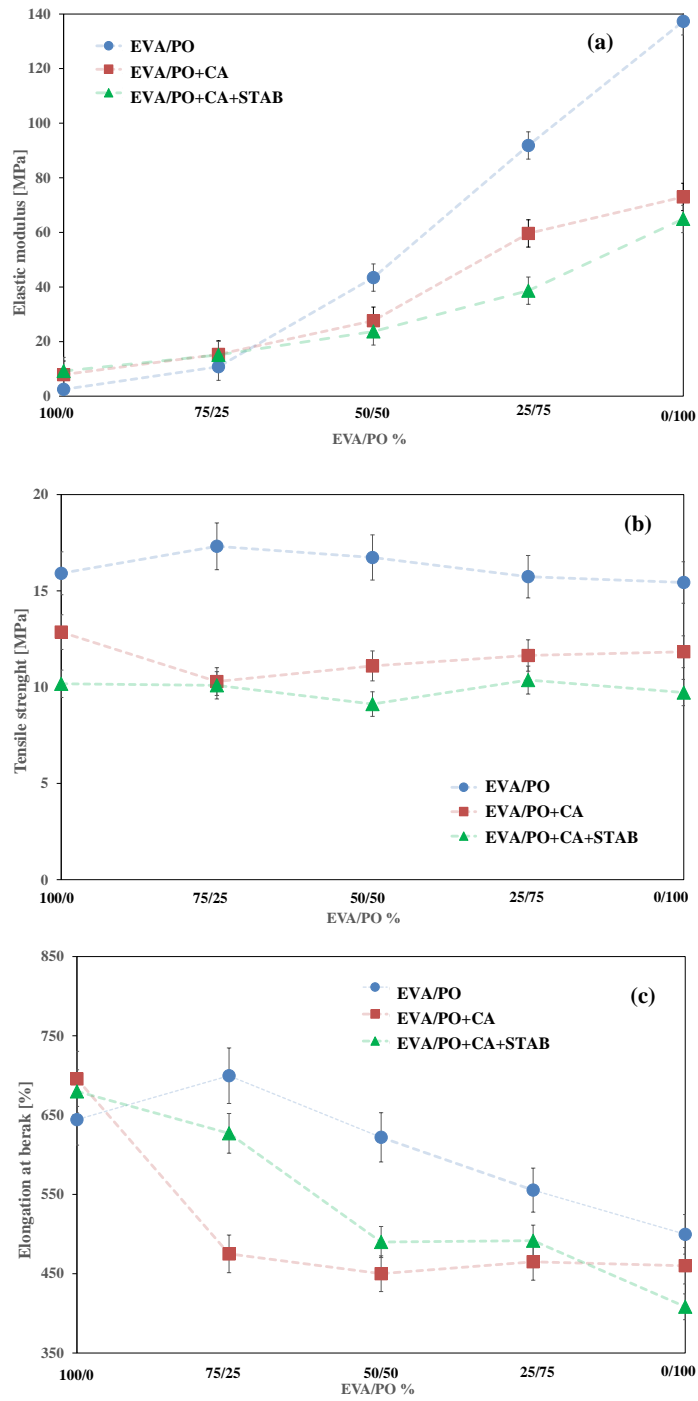 140
(a)
EVA/PO
EVA/PO+CA
EVA/PO+CA+STAB
120
100
80
60
40
20
0
Elastic modulus [MPa]
100/0 75/25 50/50 25/75 0/100
EVA/PO %
20
(b)
15
10
5
0
Tensile strenght [MPa]
EVA/PO
EVA/PO+CA
EVA/PO+CA+STAB
100/0 75/25 50/50 25/75 0/100
EVA/PO %
850
(c)
EVA/PO
EVA/PO+CA
EVA/PO+CA+STAB
750
650
550
450
350
Elongation at berak [%]
100/0 75/25 50/50 25/75 0/100
EVA/PO %